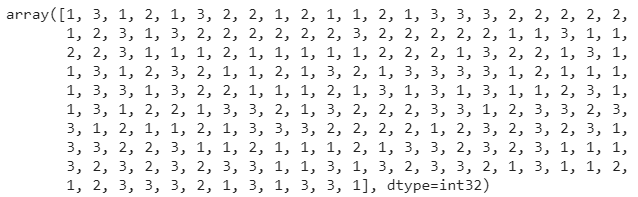 array([1, 3, 1, 2, 1, 3, 2, 2, 1, 2, 1, 1, 2, 1, 3, 3, 3, 2, 2, 2, 2, 2,
1, 2, 3, 1, 3, 2, 2, 2, 2, 2, 2, 3, 2, 2, 2, 2, 2, 1, 1, 3, 1, 1,
2, 2, 3, 1, 1, 1, 2, 1, 1, 1, 1, 1, 2, 2, 2, 1, 3, 2, 2, 1, 3, 1,
1, 3, 1, 2, 3, 2, 1, 1, 2, 1, 3, 2, 1, 3, 3, 3, 3, 1, 2, 1, 1, 1,
1, 3, 3, 1, 3, 2, 2, 1, 1, 1, 2, 1, 3, 1, 3, 1, 3, 1, 1, 2, 3, 1,
1, 3, 1, 2, 2, 1, 3, 3, 2, 1, 3, 2, 2, 2, 3, 3, 1, 2, 3, 3, 2, 3,
3, 1, 2, 1, 1, 2, 1, 3, 3, 3, 2, 2, 2, 2, 1, 2, 3, 2, 3, 2, 3, 1,
3, 3, 2, 2, 3, 1, 1, 2, 1, 1, 1, 2, 1, 3, 3, 2, 3, 2, 3, 1, 1, 1,
3, 2, 3, 2, 3, 2, 3, 3, 1, 1, 3, 1, 3, 2, 3, 3, 2, 1, 3, 1, 1, 2,
1, 2, 3, 3, 3, 2, 1, 3, 1, 3, 3, 1], dtype=int32)